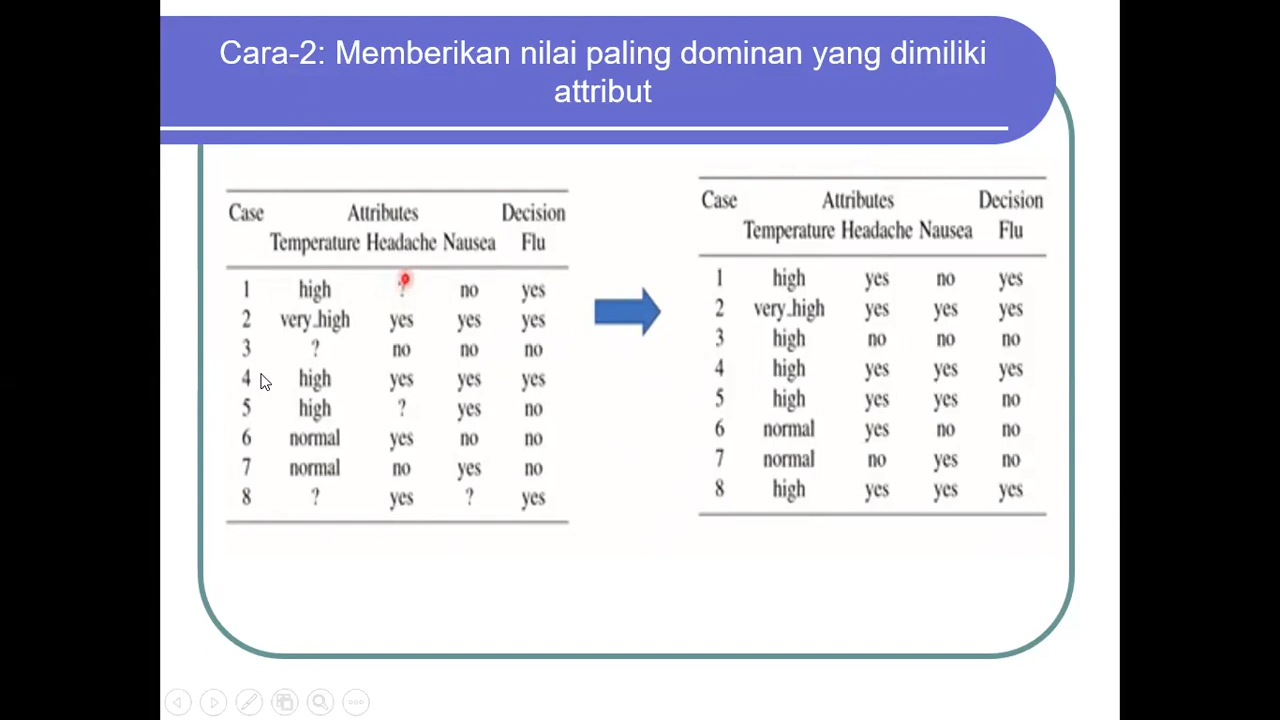 Cara-2: Memberikan nilai paling dominan yang dimiliki
attribut
Case Attributes Decision
Temperature Headache Nausea Flu
1 high ? no yes
2 very_high yes yes yes
3 ? no no no
4 high yes yes yes
5 high ? yes no
6 normal yes no no
7 normal no yes no
8 ? yes ? yes
Case Attributes Decision
Temperature Headache Nausea Flu
1 high yes no yes
2 very_high yes yes yes
3 high no no no
4 high yes yes yes
5 high yes yes no
6 normal yes no no
7 normal no yes no
8 high yes yes yes